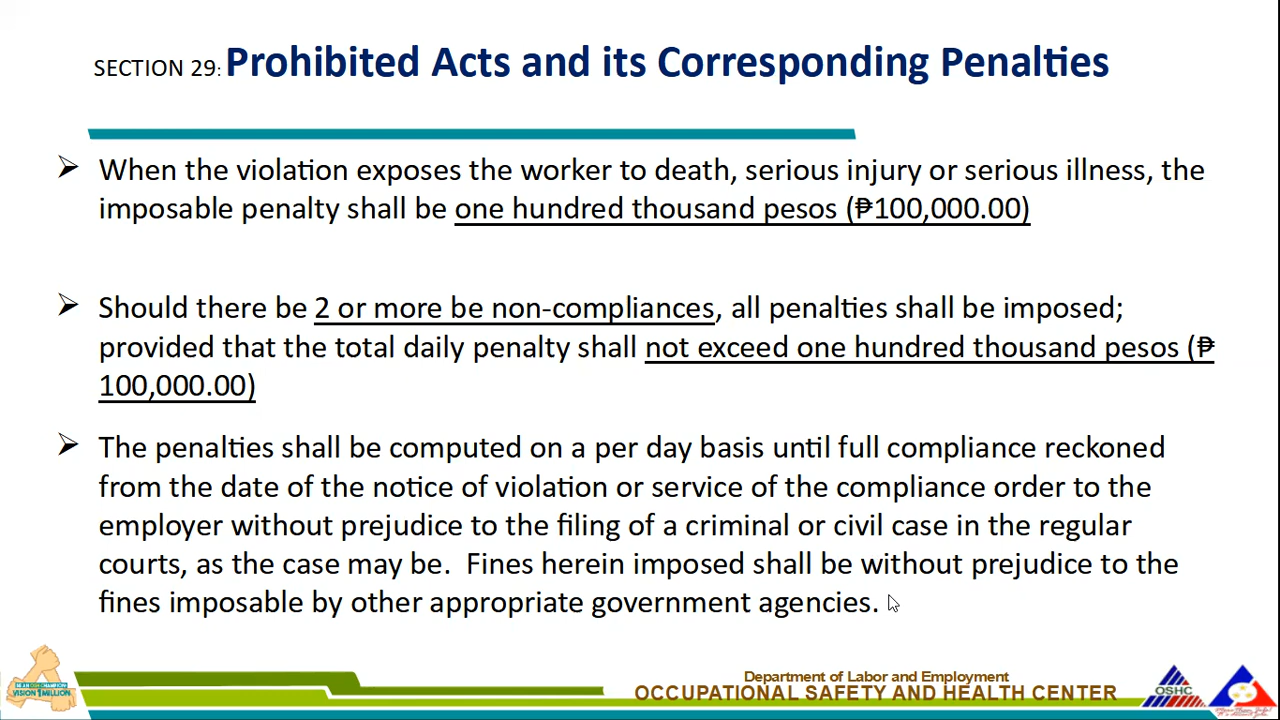 SECTION 29: Prohibited Acts and its Corresponding Penalties
➢ When the violation exposes the worker to death, serious injury or serious illness, the
imposable penalty shall be one hundred thousand pesos (₱100,000.00)
➢ Should there be 2 or more be non-compliances, all penalties shall be imposed;
provided that the total daily penalty shall not exceed one hundred thousand pesos (₱
100,000.00)
➢ The penalties shall be computed on a per day basis until full compliance reckoned
from the date of the notice of violation or service of the compliance order to the
employer without prejudice to the filing of a criminal or civil case in the regular
courts, as the case may be. Fines herein imposed shall be without prejudice to the
fines imposable by other appropriate government agencies.
VISION 1 MILLION
Department of Labor and Employment
OCCUPATIONAL SAFETY AND HEALTH CENTER
OSHC